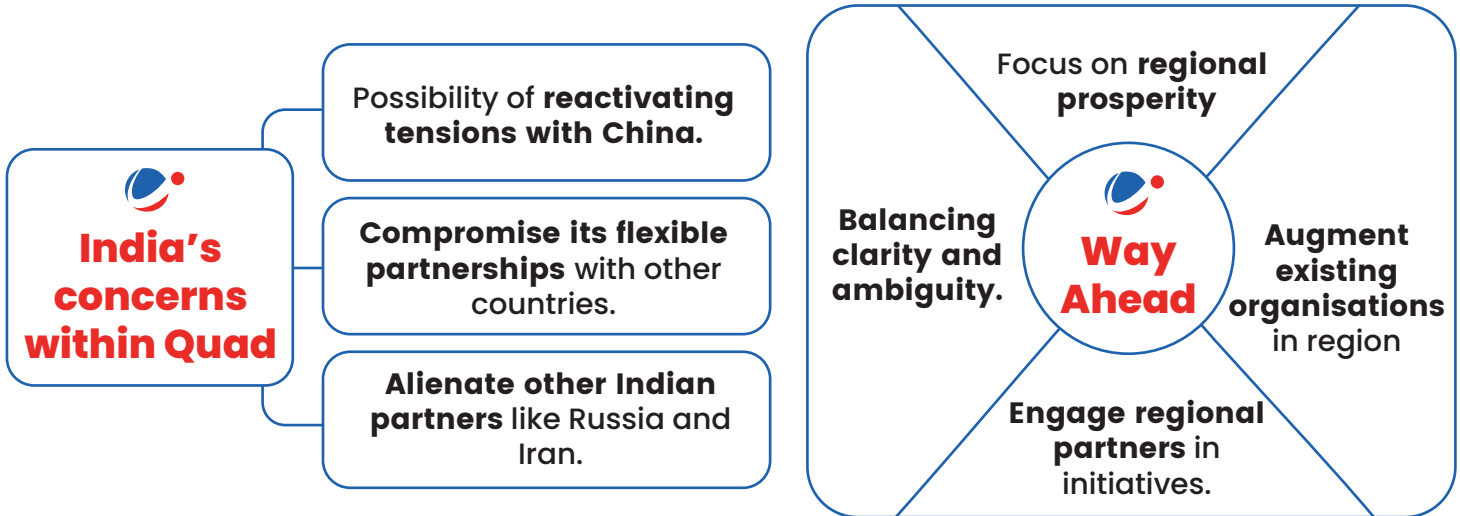 India’s
concerns
within Quad
Possibility of reactivating
tensions with China.
Compromise its flexible
partnerships with other
countries.
Alienate other Indian
partners like Russia and
Iran.
Way
Ahead
Focus on regional
prosperity
Augment
existing
organisations
in region
Engage regional
partners in
initiatives.
Balancing
clarity and
ambiguity.